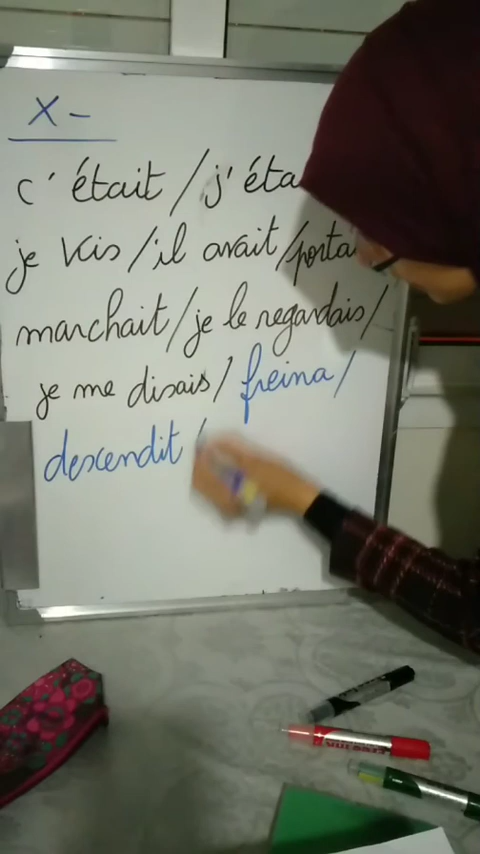 X -
c'était / j'éta
je vis / il avait / porta
marchait / je le regardais /
je me disais / freina /
descendit /